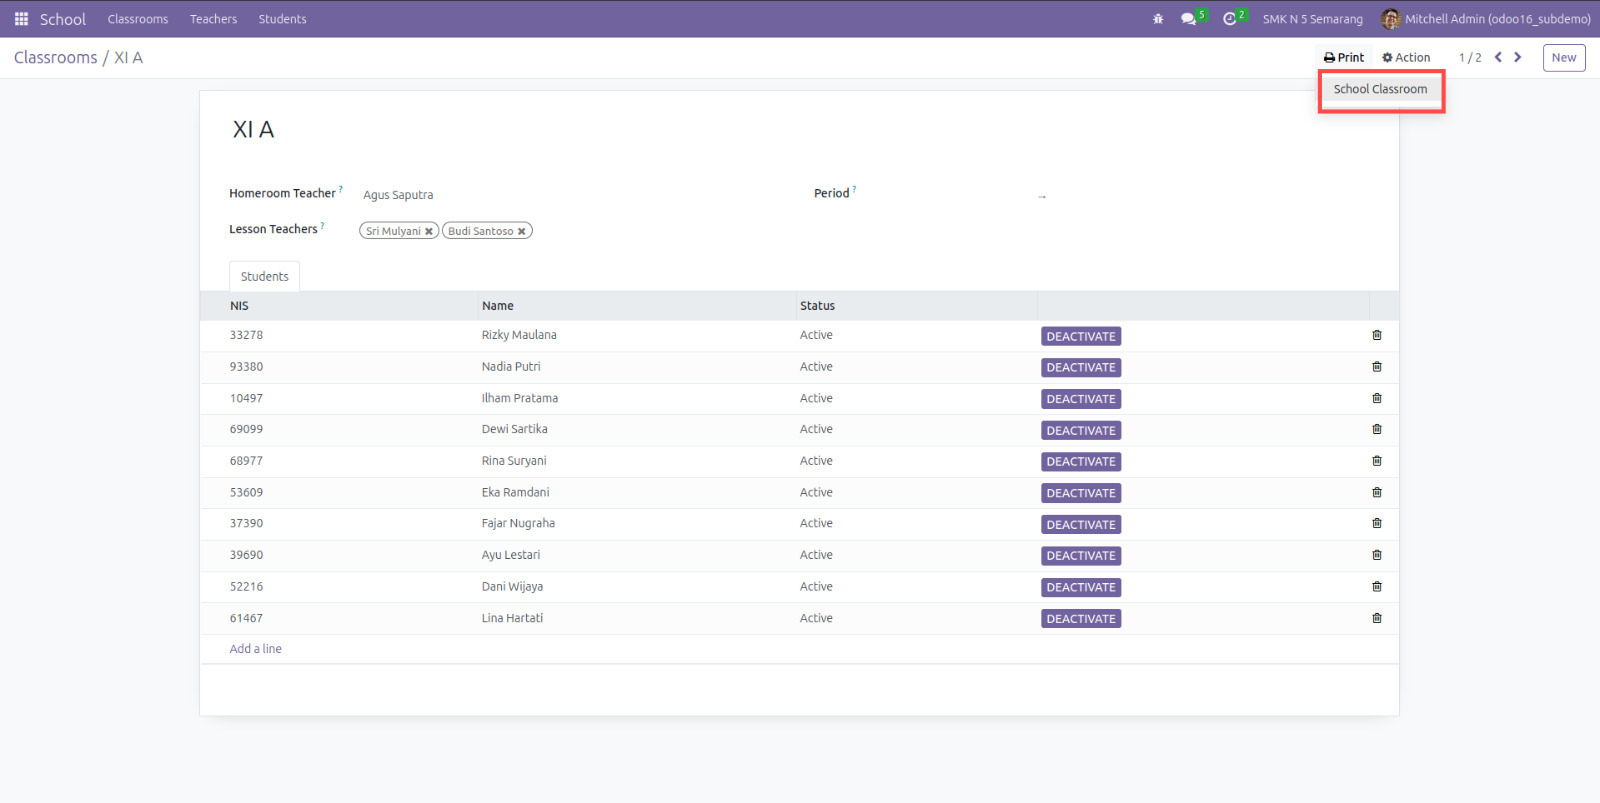 School Classrooms Teachers Students 5 2 SMK N 5 Semarang Mitchell Admin (odoo16_subdemo)
Classrooms / XI A Print Action 1 / 2 New
School Classroom
XI A
Homeroom Teacher ? Agus Saputra Period ? →
Lesson Teachers ? Sri Mulyani × Budi Santoso ×
Students
NIS Name Status
33278 Rizky Maulana Active DEACTIVATE
93380 Nadia Putri Active DEACTIVATE
10497 Ilham Pratama Active DEACTIVATE
69099 Dewi Sartika Active DEACTIVATE
68977 Rina Suryani Active DEACTIVATE
53609 Eka Ramdani Active DEACTIVATE
37390 Fajar Nugraha Active DEACTIVATE
39690 Ayu Lestari Active DEACTIVATE
52216 Dani Wijaya Active DEACTIVATE
61467 Lina Hartati Active DEACTIVATE
Add a line